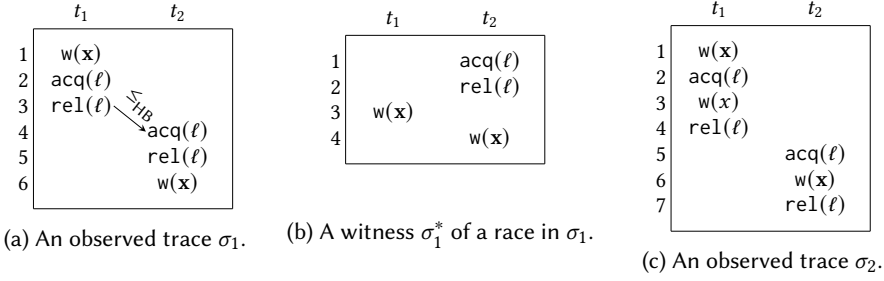 t₁ t₂
1 w(x)
2 acq(ℓ)
3 rel(ℓ)
≤HB
4 acq(ℓ)
5 rel(ℓ)
6 w(x)
(a) An observed trace σ₁.
t₁ t₂
1 acq(ℓ)
2 rel(ℓ)
3 w(x)
4 w(x)
(b) A witness σ₁* of a race in σ₁.
t₁ t₂
1 w(x)
2 acq(ℓ)
3 w(x)
4 rel(ℓ)
5 acq(ℓ)
6 w(x)
7 rel(ℓ)
(c) An observed trace σ₂.